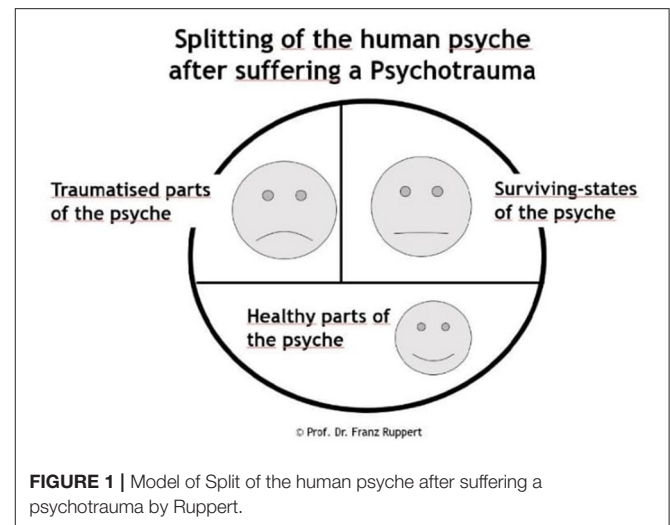 Splitting of the human psyche
after suffering a Psychotrauma
Traumatised parts
of the psyche
Surviving-states
of the psyche
Healthy parts of
the psyche
© Prof. Dr. Franz Ruppert
FIGURE 1 | Model of Split of the human psyche after suffering a
psychotrauma by Ruppert.